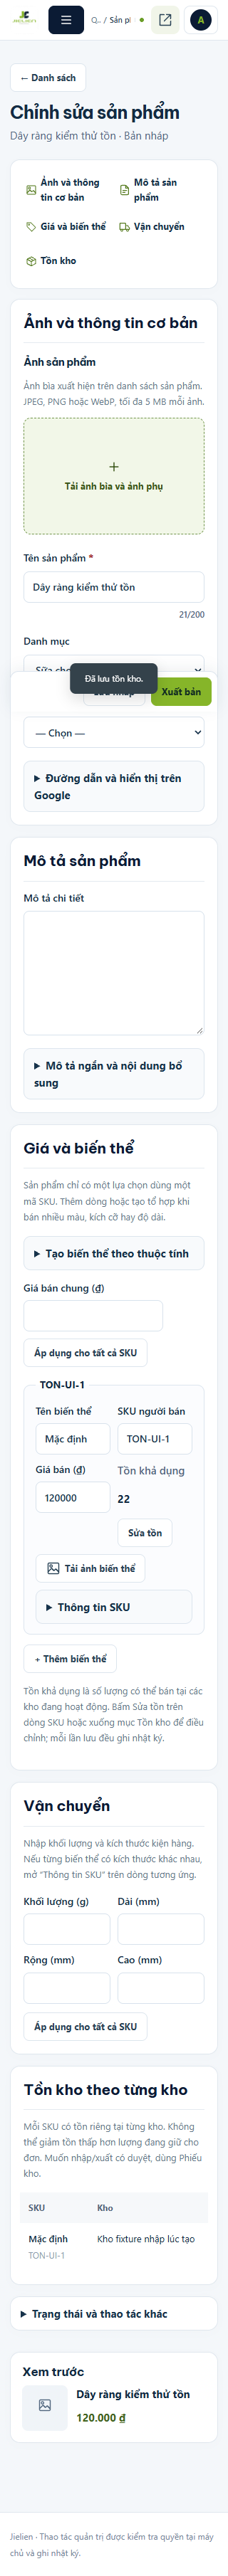 Q... / Sản pl
A
← Danh sách
Chỉnh sửa sản phẩm
Dây ràng kiểm thử tồn · Bản nháp
Ảnh và thông tin cơ bản
Mô tả sản phẩm
Giá và biến thể
Vận chuyển
Tồn kho
Ảnh và thông tin cơ bản
Ảnh sản phẩm
Ảnh bìa xuất hiện trên danh sách sản phẩm.
JPEG, PNG hoặc WebP, tối đa 5 MB mỗi ảnh.
+
Tải ảnh bìa và ảnh phụ
Tên sản phẩm *
Dây ràng kiểm thử tồn
21/200
Danh mục
Đã lưu tồn kho.
Xuất bản
— Chọn —
▶ Đường dẫn và hiển thị trên
Google
Mô tả sản phẩm
Mô tả chi tiết
▶ Mô tả ngắn và nội dung bổ
sung
Giá và biến thể
Sản phẩm chỉ có một lựa chọn dùng một
mã SKU. Thêm dòng hoặc tạo tổ hợp khi
bán nhiều màu, kích cỡ hay độ dài.
▶ Tạo biến thể theo thuộc tính
Giá bán chung (₫)
Áp dụng cho tất cả SKU
TON-UI-1
Tên biến thể SKU người bán
Mặc định TON-UI-1
Giá bán (₫) Tồn khả dụng
120000 22
Sửa tồn
Tải ảnh biến thể
▶ Thông tin SKU
+ Thêm biến thể
Tồn khả dụng là số lượng có thể bán tại các
kho đang hoạt động. Bấm Sửa tồn trên
dòng SKU hoặc xuống mục Tồn kho để điều
chỉnh; mỗi lần lưu đều ghi nhật ký.
Vận chuyển
Nhập khối lượng và kích thước kiện hàng.
Nếu từng biến thể có kích thước khác nhau,
mở "Thông tin SKU" trên dòng tương ứng.
Khối lượng (g) Dài (mm)
Rộng (mm) Cao (mm)
Áp dụng cho tất cả SKU
Tồn kho theo từng kho
Mỗi SKU có tồn riêng tại từng kho. Không
thể giảm tồn thấp hơn lượng đang giữ cho
đơn. Muốn nhập/xuất có duyệt, dùng Phiếu
kho.
SKU Kho
Mặc định Kho fixture nhập lúc tạo
TON-UI-1
▶ Trạng thái và thao tác khác
Xem trước
Dây ràng kiểm thử tồn
120.000 ₫
Jielien · Thao tác quản trị được kiểm tra quyền tại máy
chủ và ghi nhật ký.